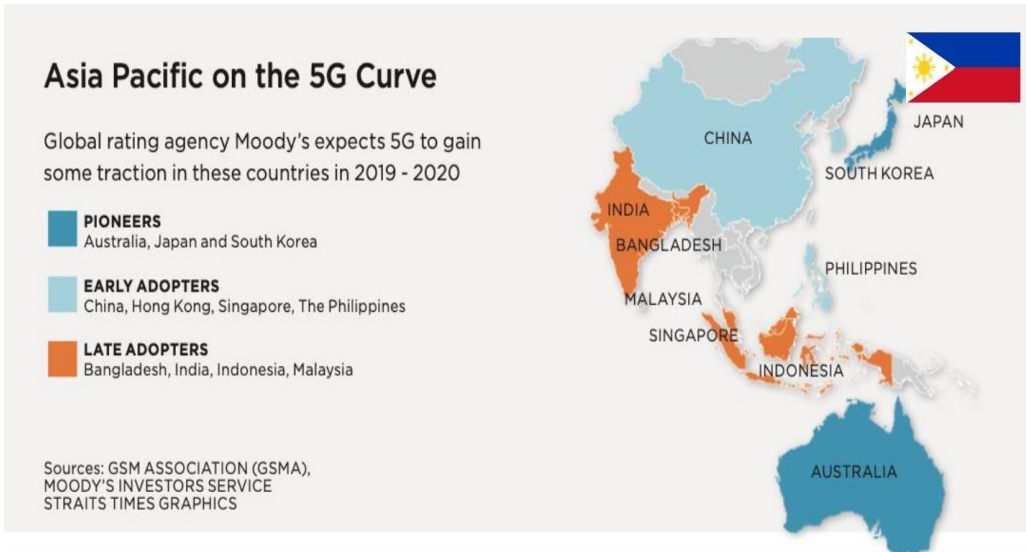 Asia Pacific on the 5G Curve
Global rating agency Moody's expects 5G to gain
some traction in these countries in 2019 - 2020
PIONEERS
Australia, Japan and South Korea
EARLY ADOPTERS
China, Hong Kong, Singapore, The Philippines
LATE ADOPTERS
Bangladesh, India, Indonesia, Malaysia
Sources: GSM ASSOCIATION (GSMA),
MOODY'S INVESTORS SERVICE
STRAITS TIMES GRAPHICS
JAPAN
CHINA
SOUTH KOREA
INDIA
BANGLADESH
PHILIPPINES
MALAYSIA
SINGAPORE
INDONESIA
AUSTRALIA